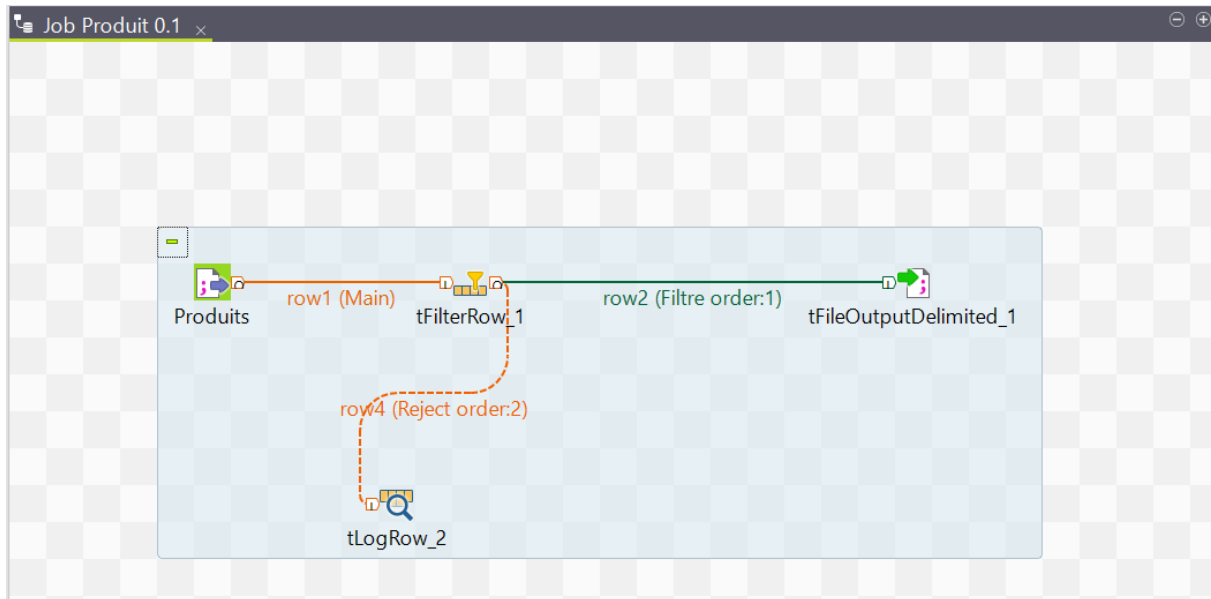 Job Produit 0.1
row1 (Main)
row2 (Filtre order:1)
Produits
tFilterRow_1
tFileOutputDelimited_1
row4 (Reject order:2)
tLogRow_2